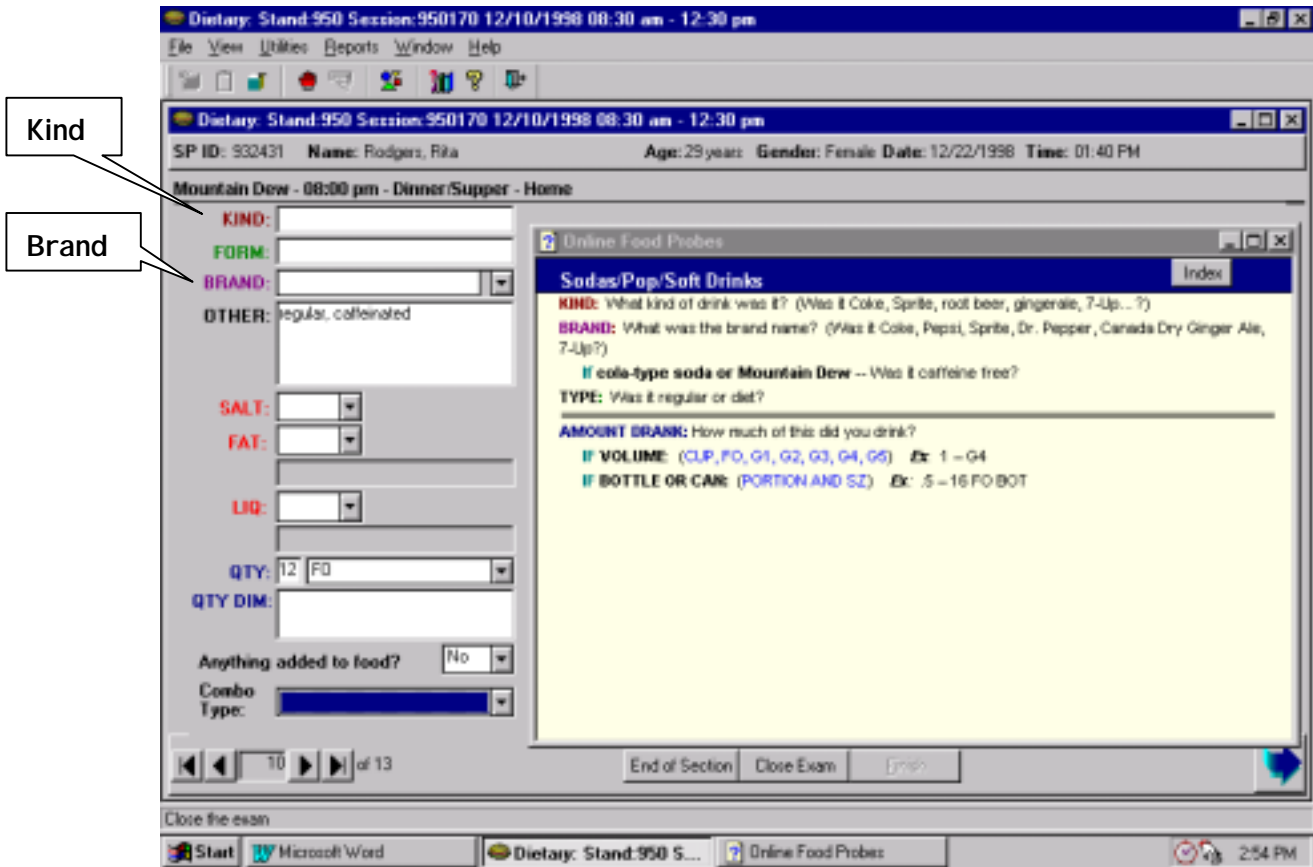 Dietary: Stand:950 Session:950170 12/10/1998 08:30 am - 12:30 pm
File View Utilities Reports Window Help
Kind
Brand
Dietary: Stand:950 Session:950170 12/10/1998 08:30 am - 12:30 pm
SP ID: 932431 Name: Rodgers, Rita Age: 29 years Gender: Female Date: 12/22/1998 Time: 01:40 PM
Mountain Dew - 08:00 pm - Dinner/Supper - Home
KIND:
FORM:
BRAND:
OTHER: regular, caffeinated
SALT:
FAT:
LIQ:
QTY: 12 FO
QTY DIM:
Anything added to food? No
Combo
Type:
Online Food Probes
Index
Sodas/Pop/Soft Drinks
KIND: What kind of drink was it? (Was it Coke, Sprite, root beer, gingerale, 7-Up... ?)
BRAND: What was the brand name? (Was it Coke, Pepsi, Sprite, Dr. Pepper, Canada Dry Ginger Ale,
7-Up?)
If cola-type soda or Mountain Dew -- Was it caffeine free?
TYPE: Was it regular or diet?
AMOUNT DRANK: How much of this did you drink?
IF VOLUME: (CUP, FO, G1, G2, G3, G4, G5) Ex: 1 – G4
IF BOTTLE OR CAN: (PORTION AND SZ) Ex: .5 – 16 FO BOT
10 of 13
End of Section Close Exam Finish
Close the exam
Start Microsoft Word Dietary: Stand:950 S... Online Food Probes 2:54 PM